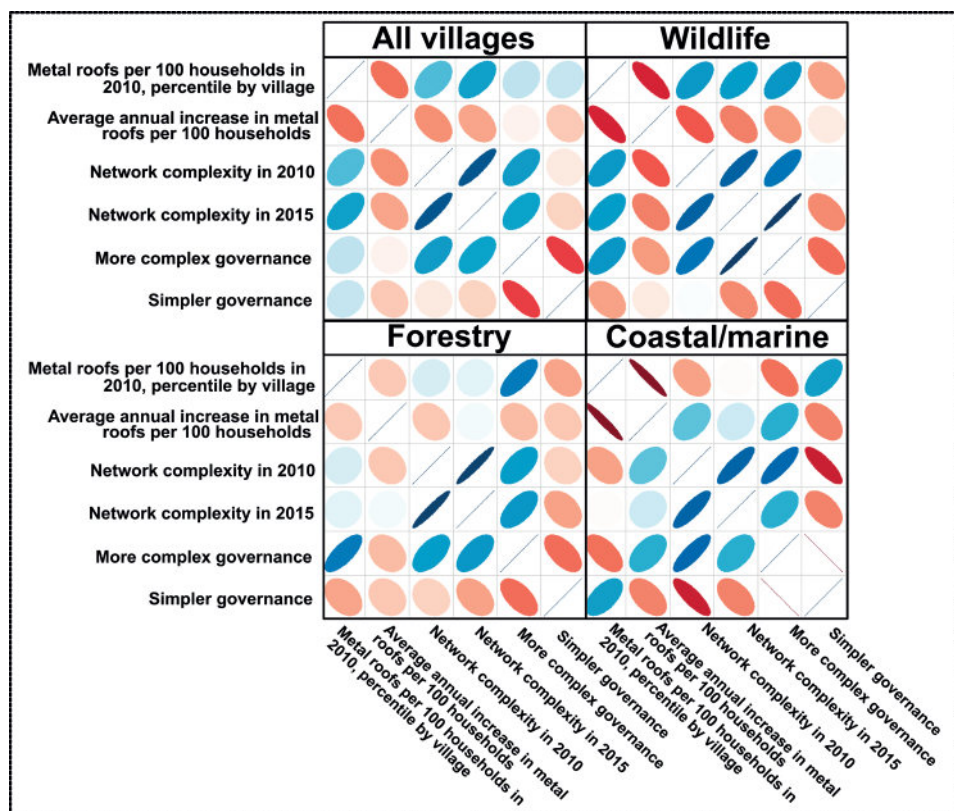 All villages
Wildlife
Metal roofs per 100 households in
2010, percentile by village
Average annual increase in metal
roofs per 100 households
Network complexity in 2010
Network complexity in 2015
More complex governance
Simpler governance
Forestry
Coastal/marine
Metal roofs per 100 households in
2010, percentile by village
Average annual increase in metal
roofs per 100 households
Network complexity in 2010
Network complexity in 2015
More complex governance
Simpler governance
Metal roofs per 100 households in
2010, percentile by village
Average annual increase in metal
roofs per 100 households
Network complexity in 2010
Network complexity in 2015
More complex governance
Simpler governance
Metal roofs per 100 households in
2010, percentile by village
Average annual increase in metal
roofs per 100 households
Network complexity in 2010
Network complexity in 2015
More complex governance
Simpler governance